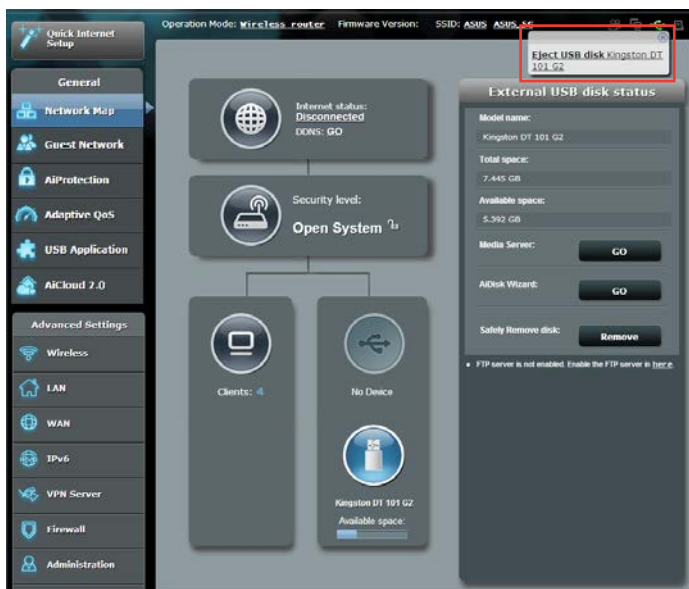 Quick Internet
Setup
Operation Mode: Wireless router Firmware Version: SSID: ASUS ASUS_5G
Eject USB disk Kingston DT
101 G2
General
Network Map
Guest Network
AiProtection
Adaptive QoS
USB Application
AiCloud 2.0
Advanced Settings
Wireless
LAN
WAN
IPv6
VPN Server
Firewall
Administration
Internet status:
Disconnected
DDNS: GO
Security level:
Open System
Clients: 4
No Device
Kingston DT 101 G2
Available space:
External USB disk status
Model name:
Kingston DT 101 G2
Total space:
7.445 GB
Available space:
5.392 GB
Media Server:
GO
AiDisk Wizard:
GO
Safely Remove disk:
Remove
FTP server is not enabled. Enable the FTP server in here.